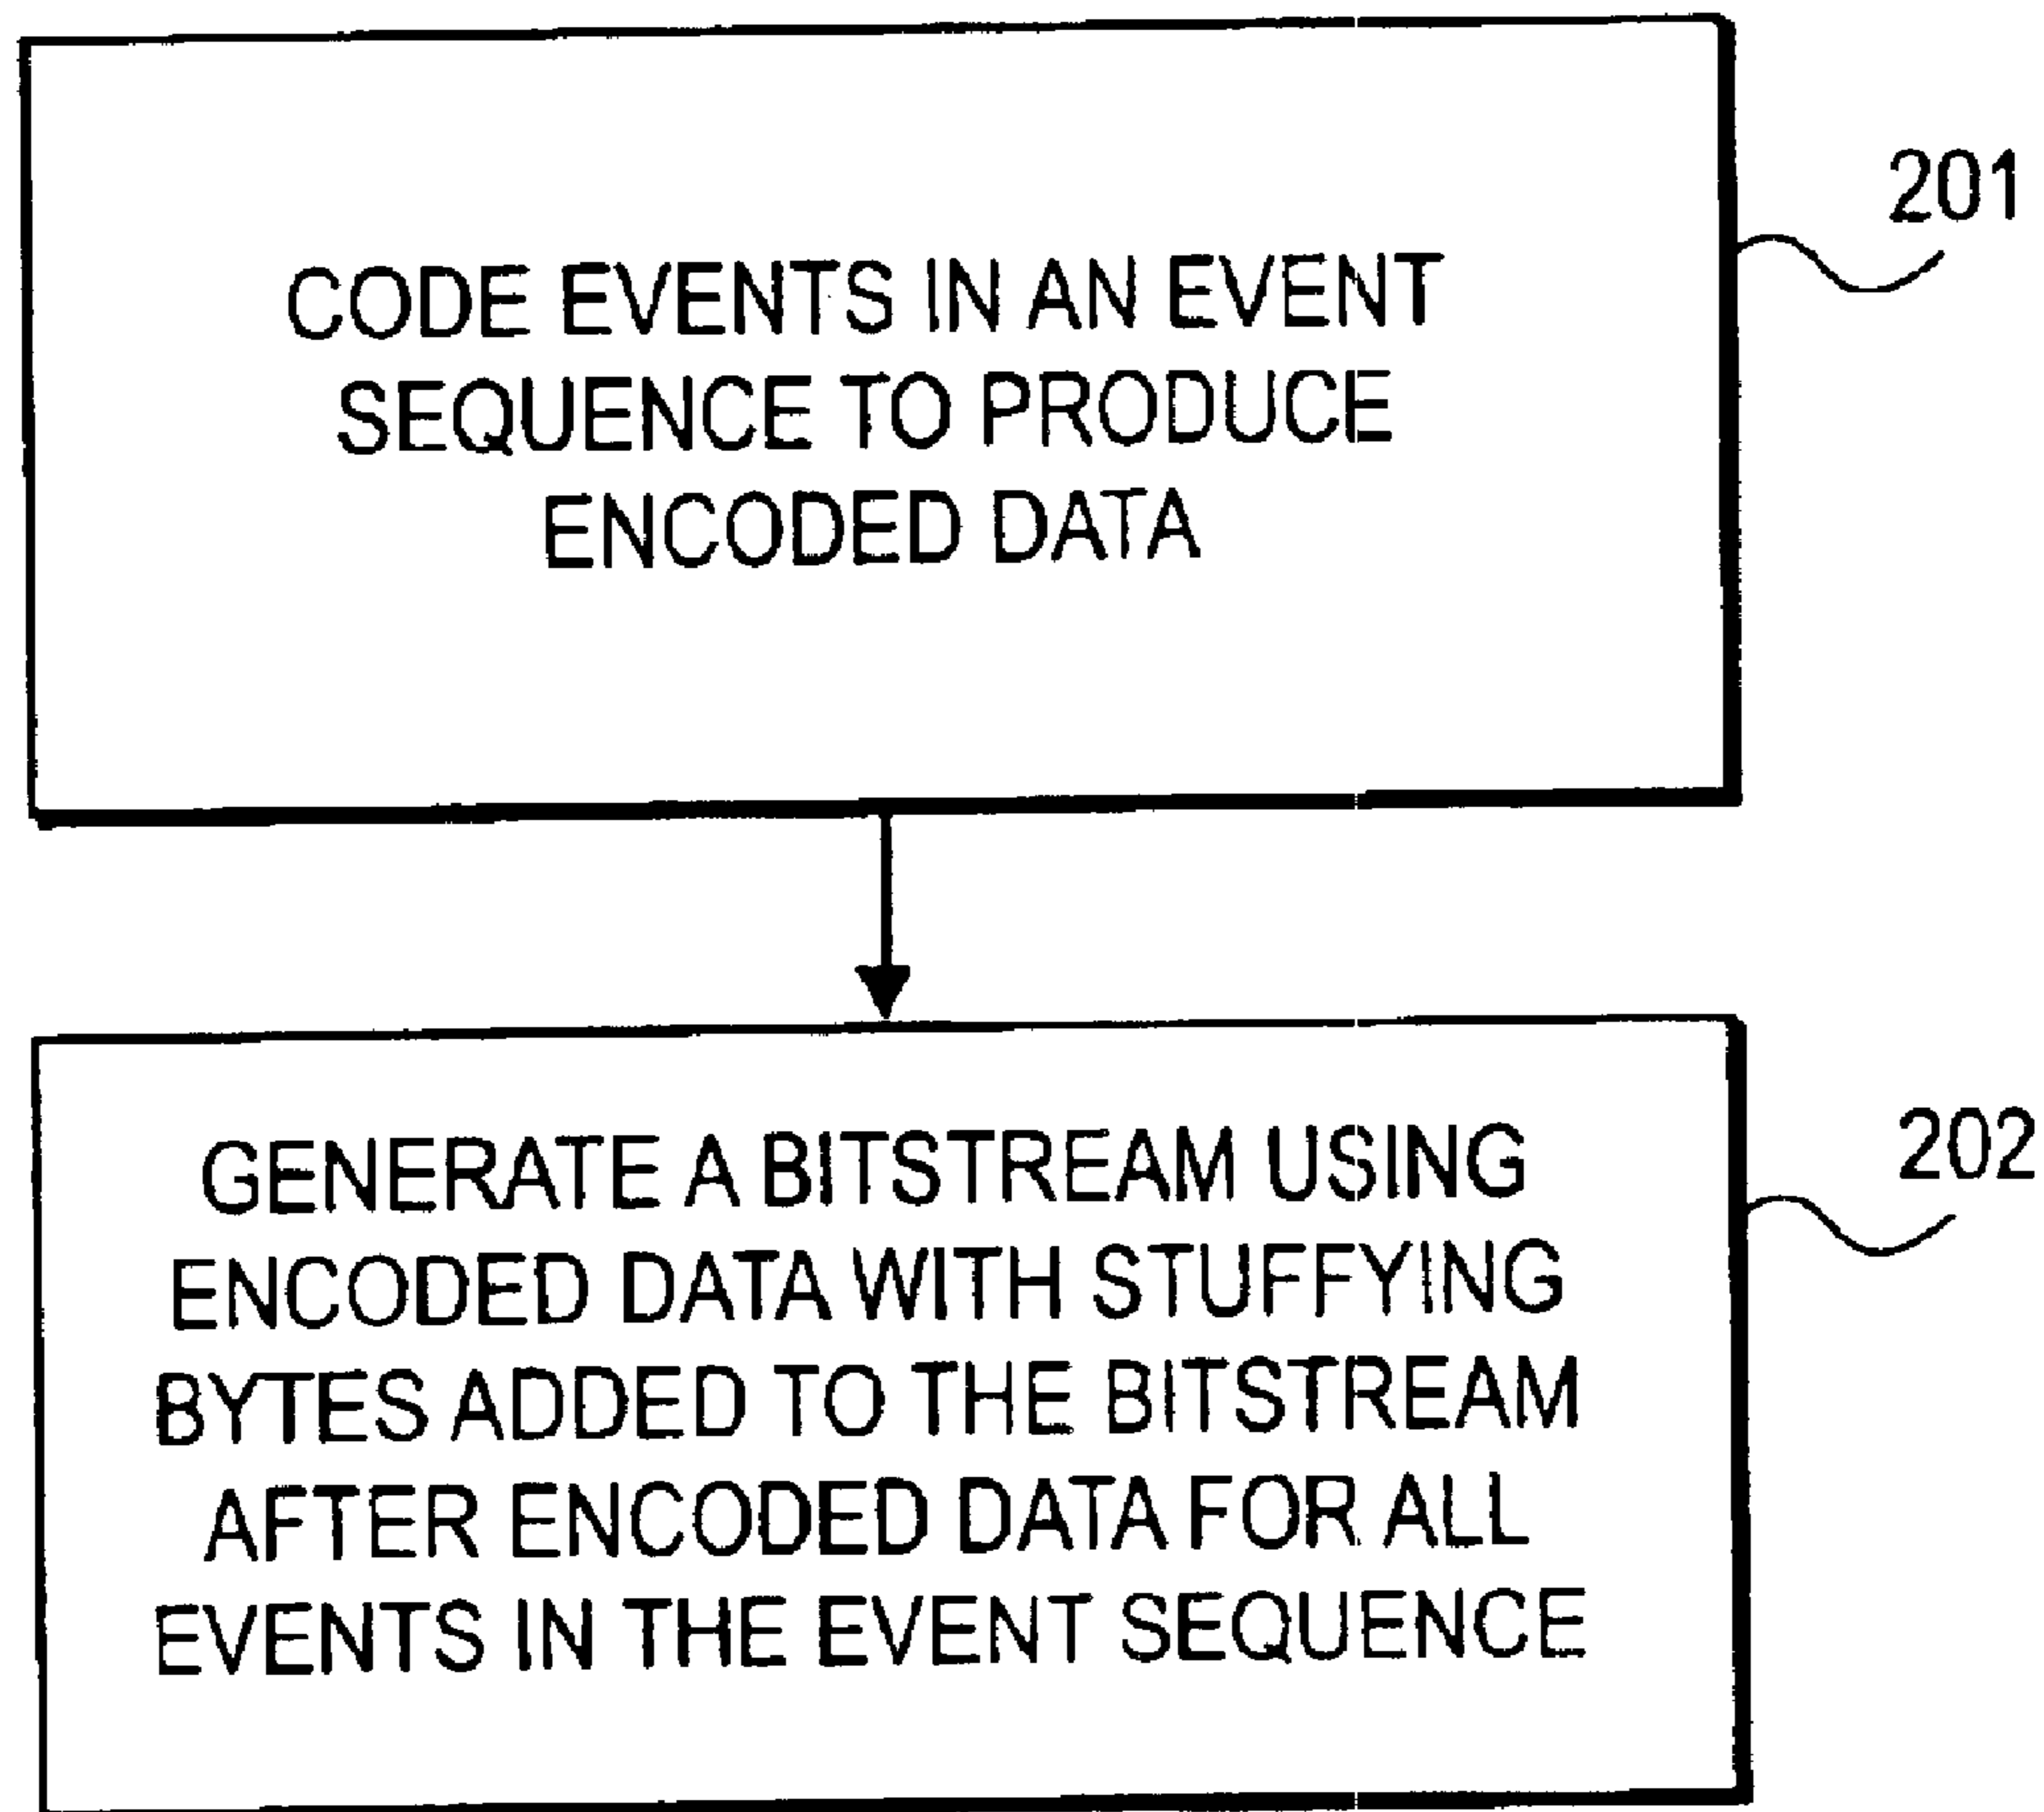 201
CODE EVENTS IN AN EVENT
SEQUENCE TO PRODUCE
ENCODED DATA
202
GENERATE A BITSTREAM USING
ENCODED DATA WITH STUFFYING
BYTES ADDED TO THE BITSTREAM
AFTER ENCODED DATA FOR ALL
EVENTS IN THE EVENT SEQUENCE